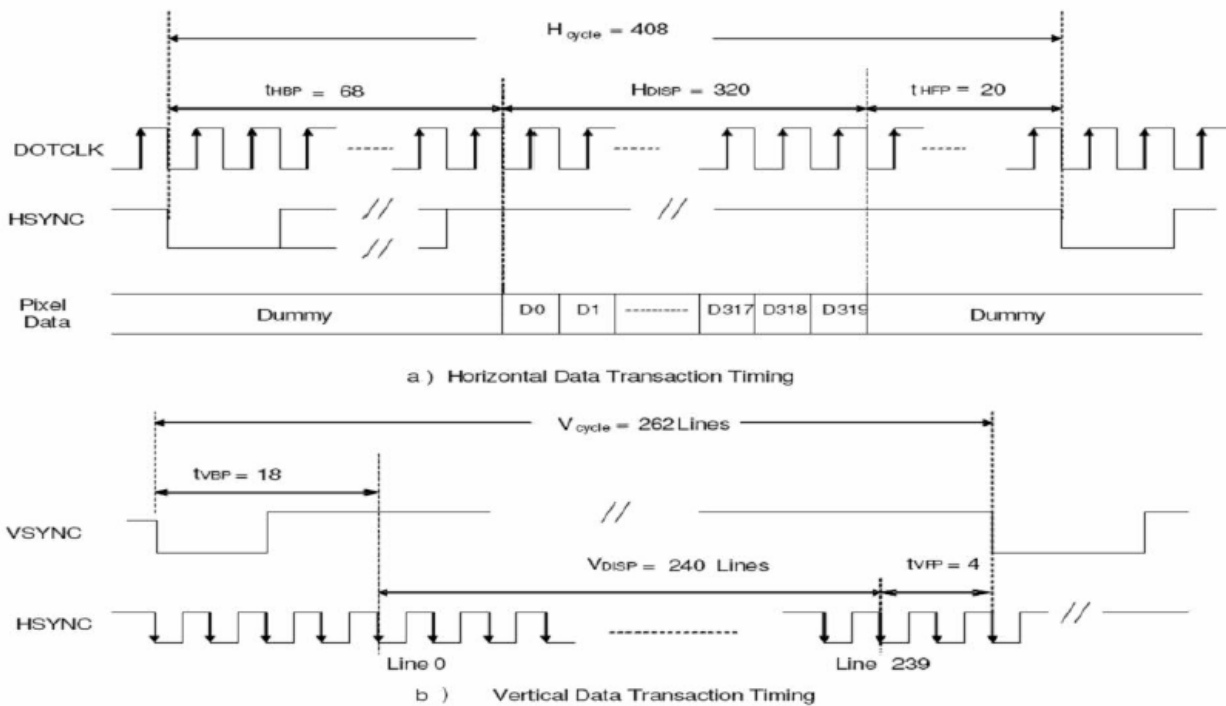 H cycle = 408
tHBP = 68
HDISP = 320
tHFP = 20
DOTCLK
HSYNC
Pixel Data
Dummy
D0
D1
D317
D318
D319
Dummy
a ) Horizontal Data Transaction Timing
V cycle = 262 Lines
tVBP = 18
VSYNC
VDISP = 240 Lines
tVFP = 4
HSYNC
Line 0
Line 239
b ) Vertical Data Transaction Timing